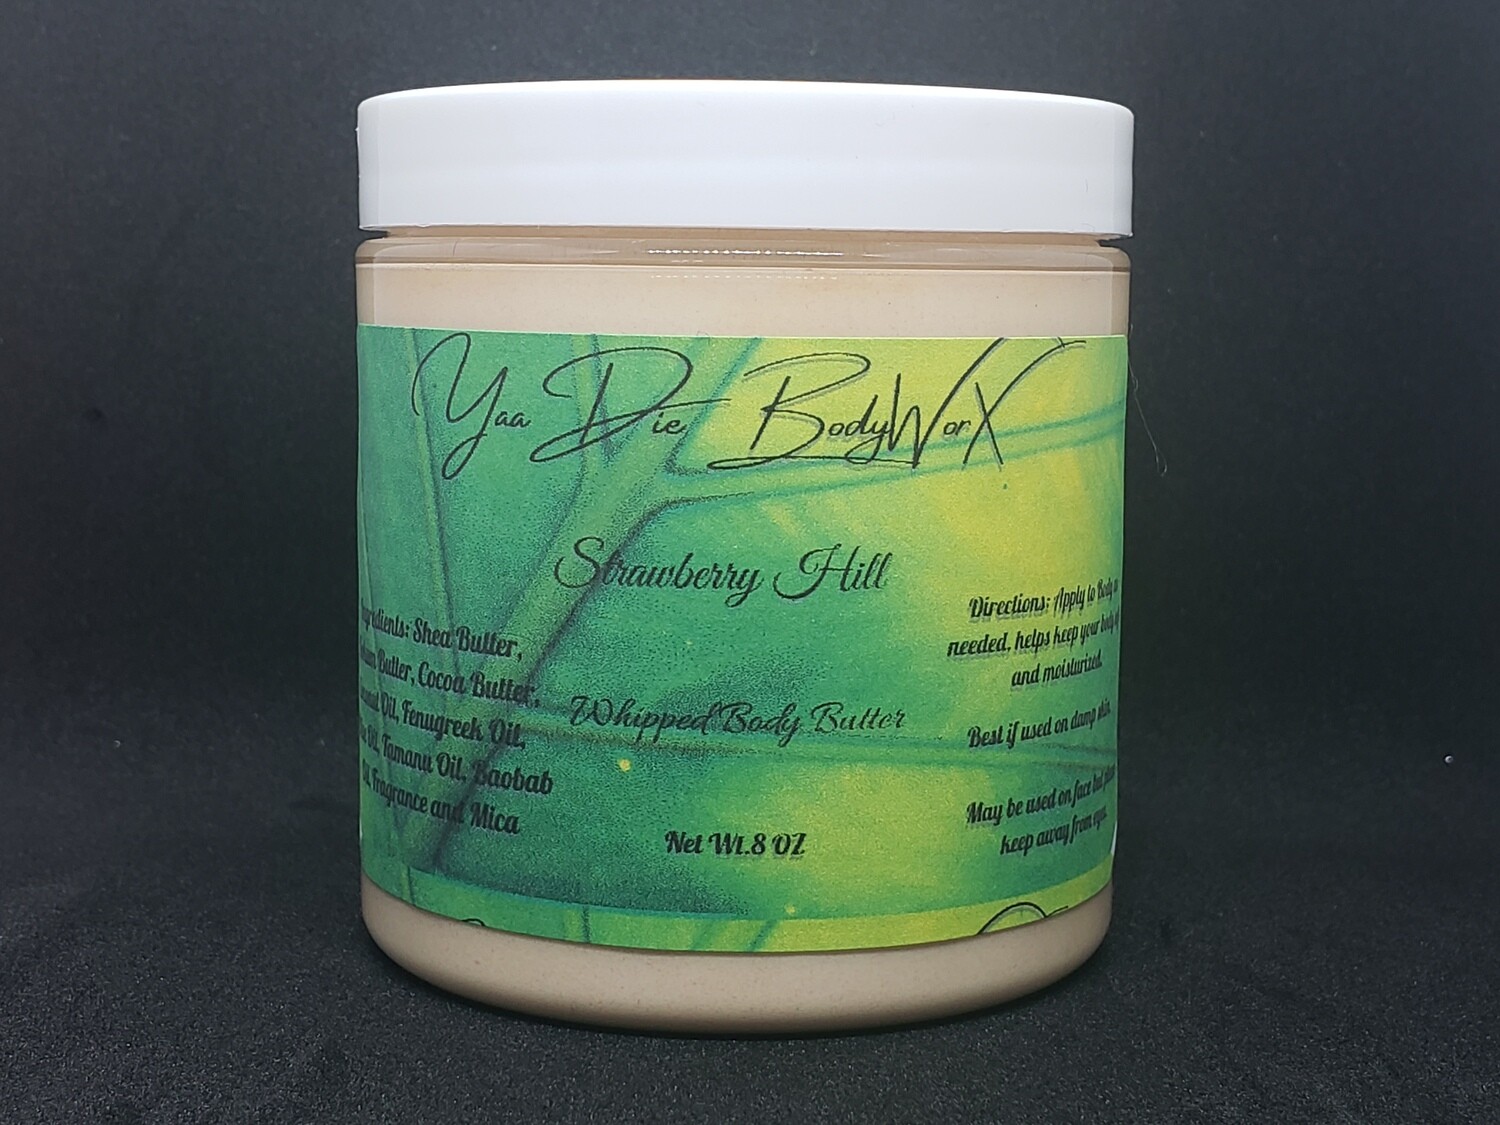 Yaa Die BodyWorX
Strawberry Hill
Shea Butter,
Butter, Cocoa Butter,
Oil, Fenugreek Oil,
Oil, Tamanu Oil, Baobab
Fragrance and Mica
Whipped Body Butter
Net Wt.8 OZ
Directions: Apply to Body
needed, helps keep your body
and moisturized.
Best if used on damp skin.
May be used on face but
keep away from eyes.